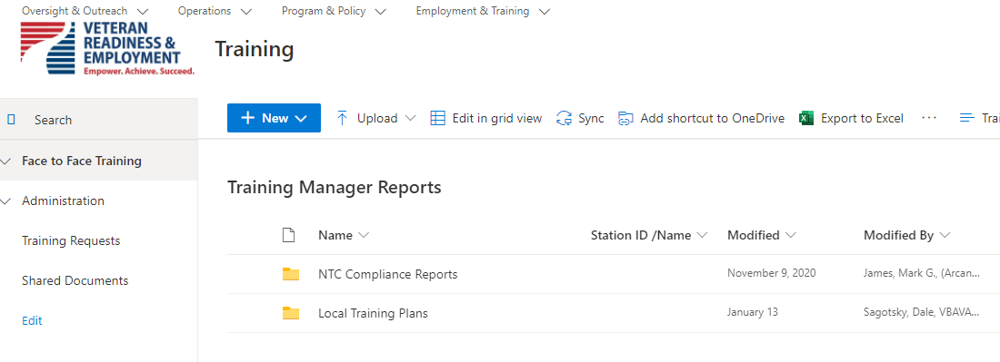 Oversight & Outreach Operations Program & Policy Employment & Training
VETERAN
READINESS &
EMPLOYMENT
Empower. Achieve. Succeed.
Training
Search
New Upload Edit in grid view Sync Add shortcut to OneDrive Export to Excel ... Trai
Face to Face Training
Administration
Training Requests
Shared Documents
Edit
Training Manager Reports
Name Station ID /Name Modified Modified By
NTC Compliance Reports November 9, 2020 James, Mark G., (Arcan...
Local Training Plans January 13 Sagotsky, Dale, VBAVA...